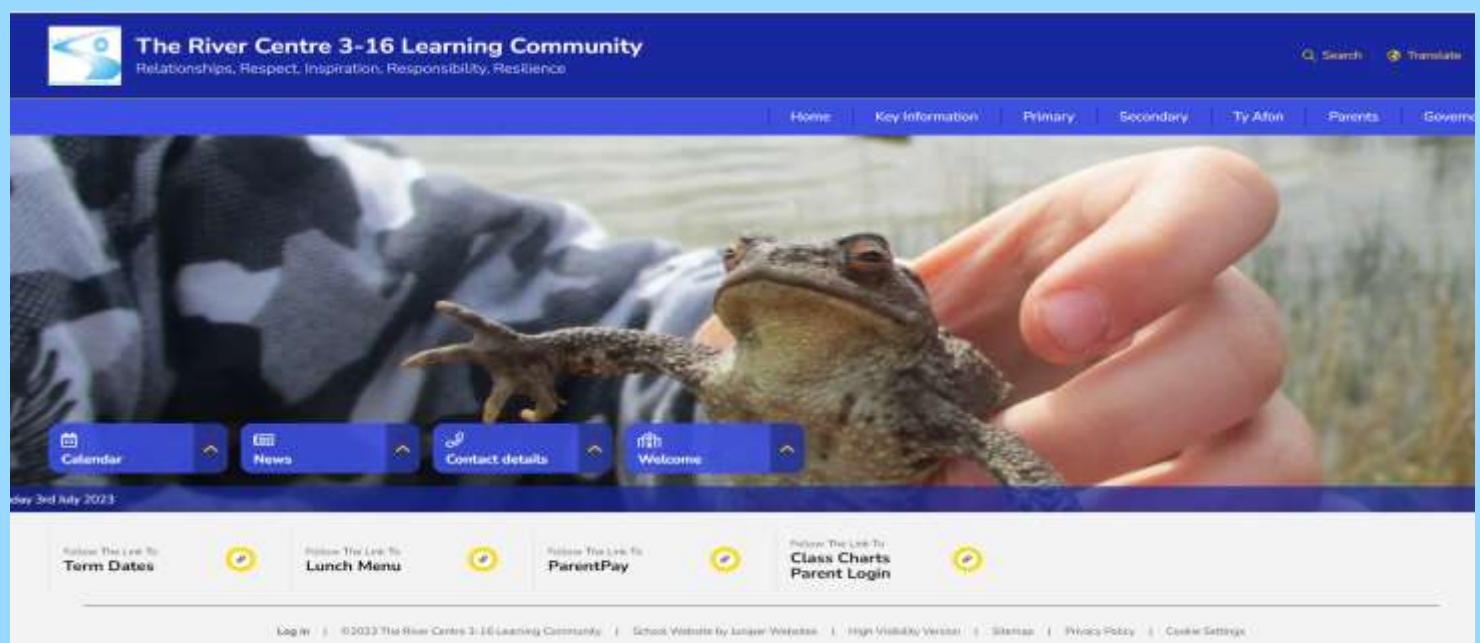 The River Centre 3-16 Learning Community
Relationships, Respect, Inspiration, Responsibility, Resilience
Search
Translate
Home
Key Information
Primary
Secondary
Ty Afon
Parents
Governo
Calendar
News
Contact details
Welcome
day 3rd July 2023
Follow The Link To
Term Dates
Follow The Link To
Lunch Menu
Follow The Link To
ParentPay
Follow The Link To
Class Charts
Parent Login
Log in | ©2023 The River Centre 3-16 Learning Community | School Website by Juniper Websites | High Visibility Version | Sitemap | Privacy Policy | Cookie Settings